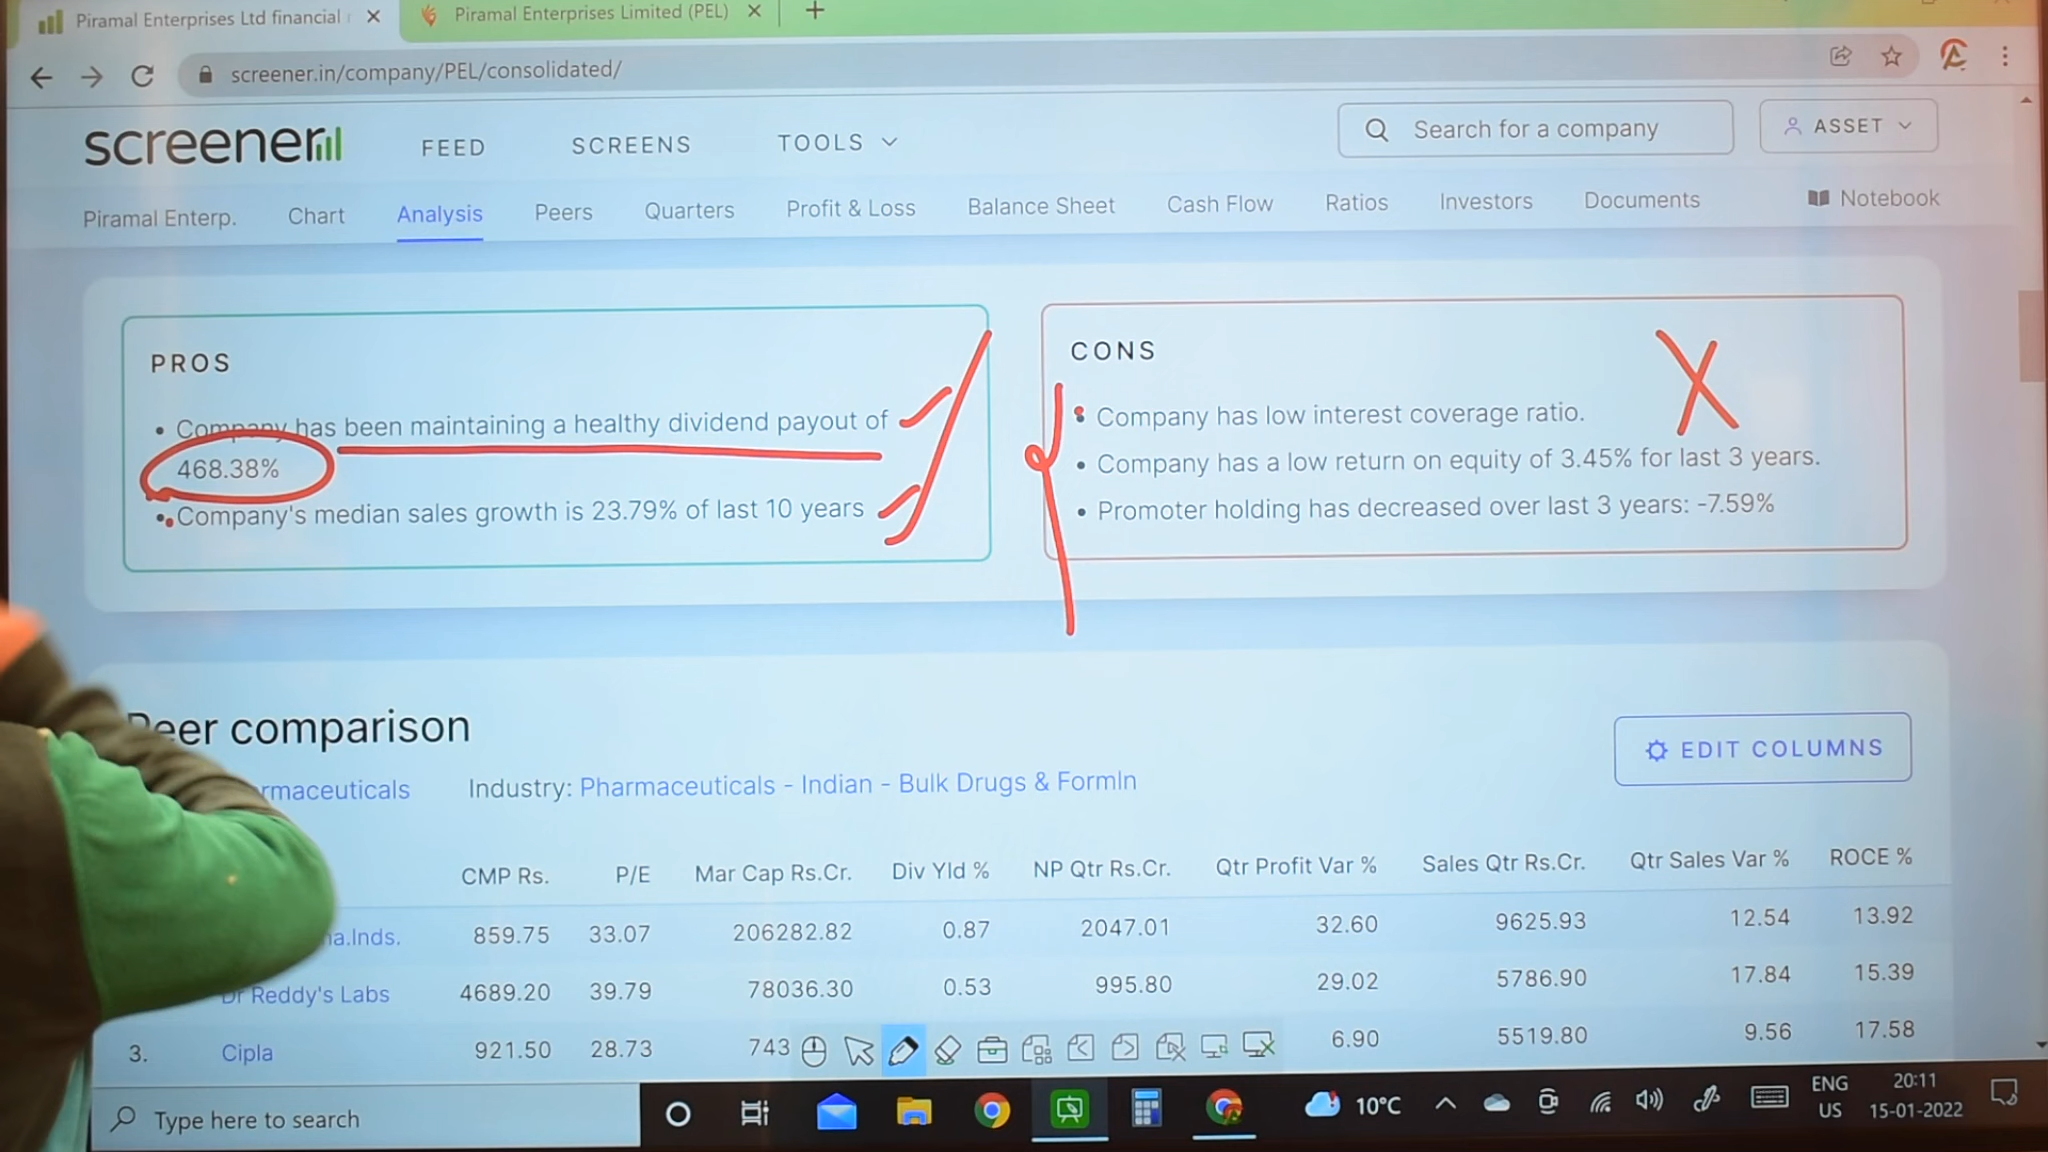 Piramal Enterprises Ltd financial
Piramal Enterprises Limited (PEL)
screener.in/company/PEL/consolidated/
screener
FEED
SCREENS
TOOLS
Search for a company
ASSET
Piramal Enterp.
Chart
Analysis
Peers
Quarters
Profit & Loss
Balance Sheet
Cash Flow
Ratios
Investors
Documents
Notebook
PROS
• Company has been maintaining a healthy dividend payout of
468.38%
• Company's median sales growth is 23.79% of last 10 years
CONS
• Company has low interest coverage ratio.
• Company has a low return on equity of 3.45% for last 3 years.
• Promoter holding has decreased over last 3 years: -7.59%
Peer comparison
EDIT COLUMNS
rmaceuticals Industry: Pharmaceuticals - Indian - Bulk Drugs & Formln
CMP Rs. P/E Mar Cap Rs.Cr. Div Yld % NP Qtr Rs.Cr. Qtr Profit Var % Sales Qtr Rs.Cr. Qtr Sales Var % ROCE %
a.Inds. 859.75 33.07 206282.82 0.87 2047.01 32.60 9625.93 12.54 13.92
Dr Reddy's Labs 4689.20 39.79 78036.30 0.53 995.80 29.02 5786.90 17.84 15.39
3. Cipla 921.50 28.73 743 6.90 5519.80 9.56 17.58
Type here to search
10°C
ENG
US
20:11
15-01-2022